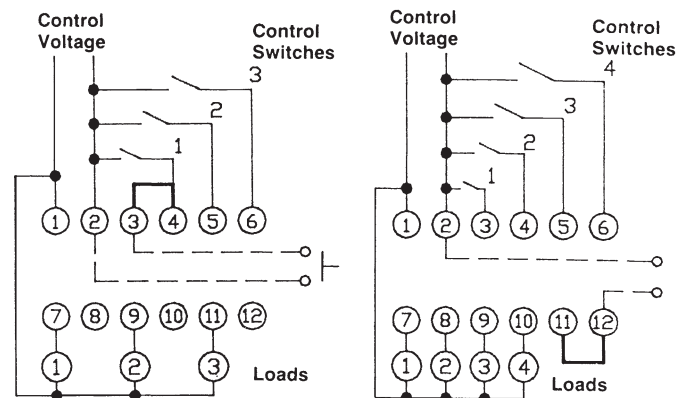 Control
Voltage
Control
Switches
3
2
1
1 2 3 4 5 6
7 8 9 10 11 12
1 2 3
Loads
Control
Voltage
Control
Switches
4
3
2
1
1 2 3 4 5 6
7 8 9 10 11 12
1 2 3 4
Loads